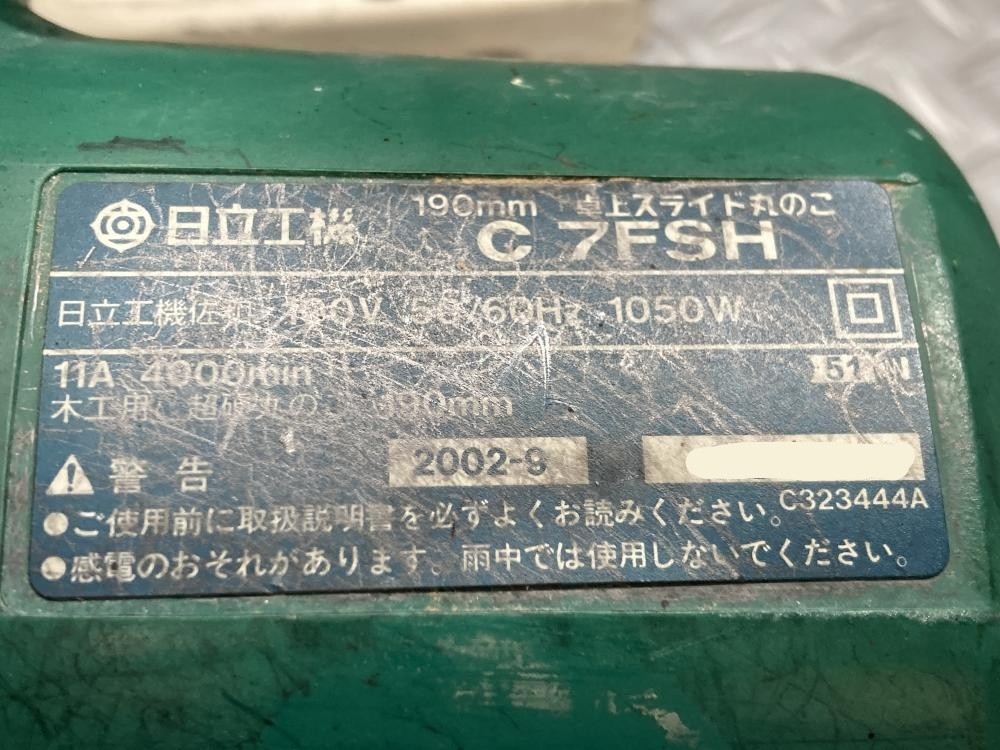 日立工機
190mm 卓上スライド丸のこ
C 7FSH
日立工機佐和 100V 50/60Hz 1050W
11A 4000/min
51 W
木工用 超硬丸のこ 190mm
警告
2002-9
C323444A
●ご使用前に取扱説明書を必ずよくお読みください。
●感電のおそれがあります。雨中では使用しないでください。